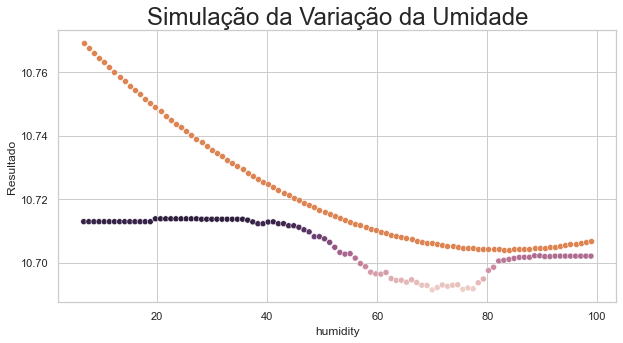 Simulação da Variação da Umidade
10.76
10.74
10.72
10.70
Resultado
20 40 60 80 100
humidity